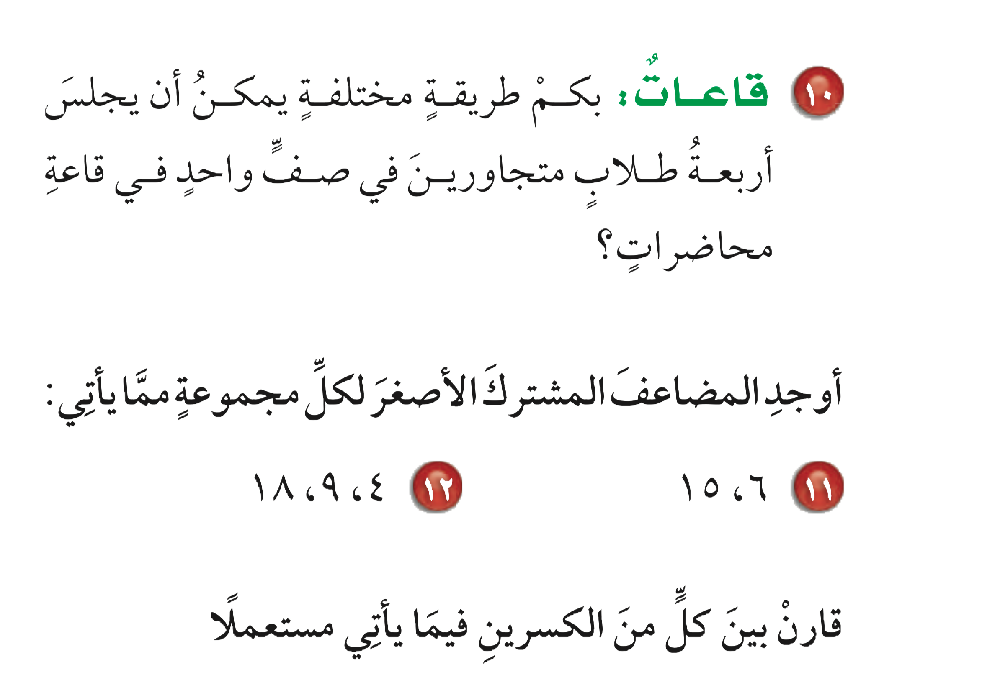 ١٠ قاعاتٌ: بكمْ طريقةٍ مختلفةٍ يمكنُ أن يجلسَ
أربعةُ طلابٍ متجاورينَ في صفٍّ واحدٍ في قاعةِ
محاضراتٍ؟
أوجدِ المضاعفَ المشتركَ الأصغرَ لكلِّ مجموعةٍ ممَّا يأتِي:
١١ ٦، ١٥ ١٢ ٤، ٩، ١٨
قارنْ بينَ كلٍّ منَ الكسرينِ فيمَا يأتِي مستعملًا